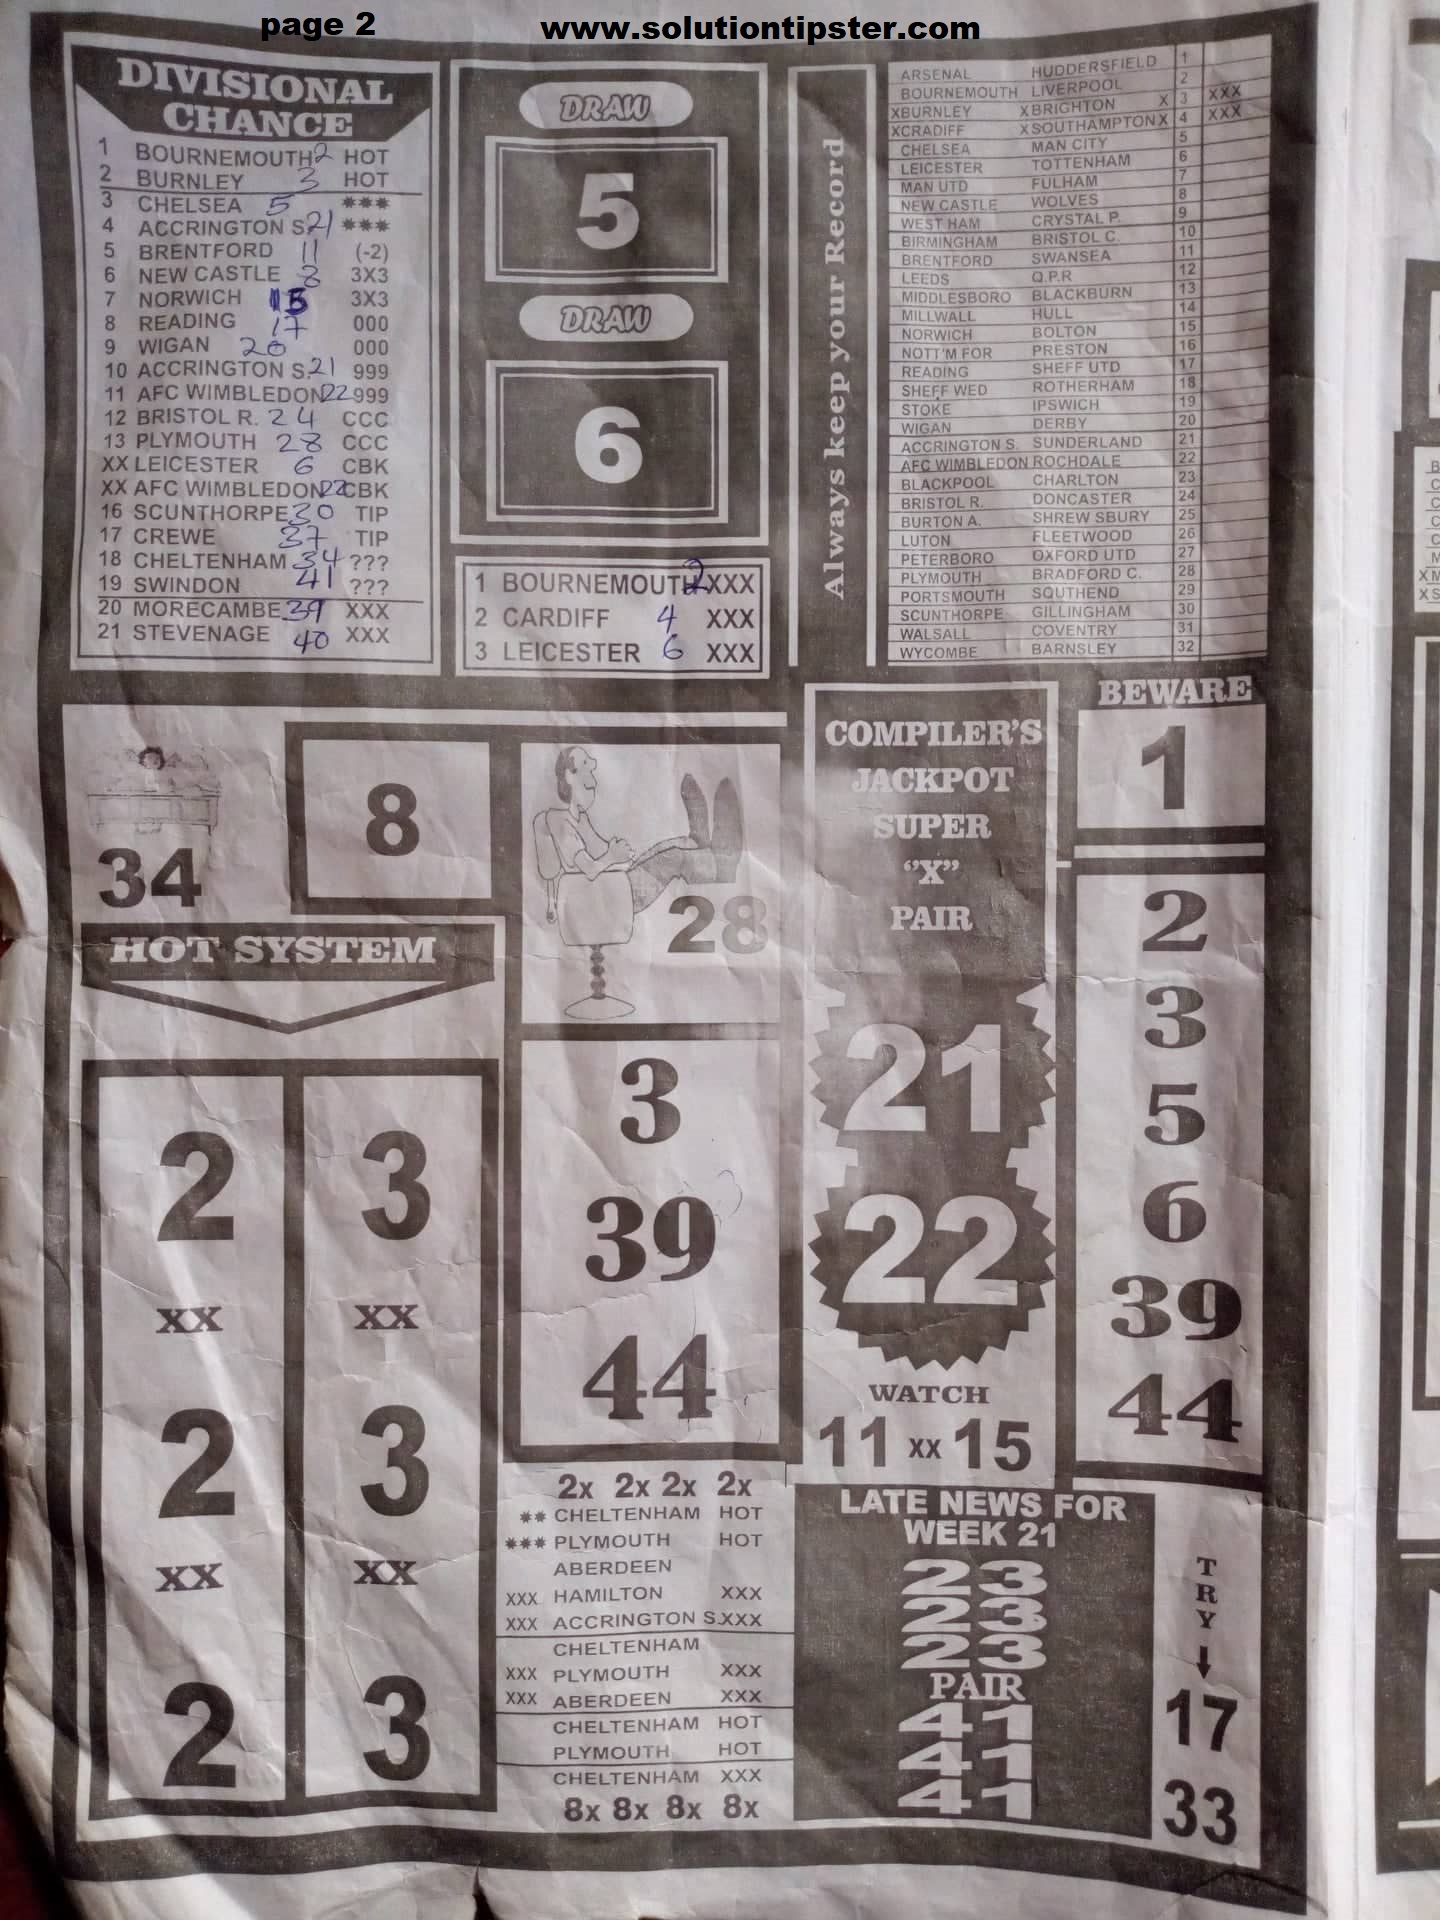 page 2
www.solutiontipster.com
DIVISIONAL
CHANCE
1 BOURNEMOUTH 2 HOT
2 BURNLEY 3 HOT
3 CHELSEA 5 ***
4 ACCRINGTON S. 21 ***
5 BRENTFORD 11 (-2)
6 NEW CASTLE 8 3X3
7 NORWICH 15 3X3
8 READING 17 000
9 WIGAN 20 000
10 ACCRINGTON S. 21 999
11 AFC WIMBLEDON 22 999
12 BRISTOL R. 24 CCC
13 PLYMOUTH 28 CCC
XX LEICESTER 6 CBK
XX AFC WIMBLEDON 22 CBK
16 SCUNTHORPE 30 TIP
17 CREWE 37 TIP
18 CHELTENHAM 34 ???
19 SWINDON 41 ???
20 MORECAMBE 39 XXX
21 STEVENAGE 40 XXX
DRAW
5
DRAW
6
1 BOURNEMOUTH 2 XXX
2 CARDIFF 4 XXX
3 LEICESTER 6 XXX
Always keep your Record
ARSENAL HUDDERSFIELD 1
BOURNEMOUTH LIVERPOOL 2
XBURNLEY XBRIGHTON X 3 XXX
XCRADIFF XSOUTHAMPTONX 4 XXX
CHELSEA MAN CITY 5
LEICESTER TOTTENHAM 6
MAN UTD FULHAM 7
NEW CASTLE WOLVES 8
WEST HAM CRYSTAL P. 9
BIRMINGHAM BRISTOL C. 10
BRENTFORD SWANSEA 11
LEEDS Q.P.R 12
MIDDLESBORO BLACKBURN 13
MILLWALL HULL 14
NORWICH BOLTON 15
NOTT'M FOR PRESTON 16
READING SHEFF UTD 17
SHEFF WED ROTHERHAM 18
STOKE IPSWICH 19
WIGAN DERBY 20
ACCRINGTON S. SUNDERLAND 21
AFC WIMBLEDON ROCHDALE 22
BLACKPOOL CHARLTON 23
BRISTOL R. DONCASTER 24
BURTON A. SHREW SBURY 25
LUTON FLEETWOOD 26
PETERBORO OXFORD UTD 27
PLYMOUTH BRADFORD C. 28
PORTSMOUTH SOUTHEND 29
SCUNTHORPE GILLINGHAM 30
WALSALL COVENTRY 31
WYCOMBE BARNSLEY 32
34
8
28
HOT SYSTEM
2 3
XX XX
2 3
XX XX
2 3
3
39
44
2x 2x 2x 2x
** CHELTENHAM HOT
*** PLYMOUTH HOT
ABERDEEN
XXX HAMILTON XXX
XXX ACCRINGTON S. XXX
CHELTENHAM
XXX PLYMOUTH XXX
XXX ABERDEEN XXX
CHELTENHAM HOT
PLYMOUTH HOT
CHELTENHAM XXX
8x 8x 8x 8x
COMPILER'S
JACKPOT
SUPER
"X"
PAIR
21
22
WATCH
11 XX 15
LATE NEWS FOR
WEEK 21
23
23
23
PAIR
41
41
41
BEWARE
1
2
3
5
6
39
44
TRY
17
33